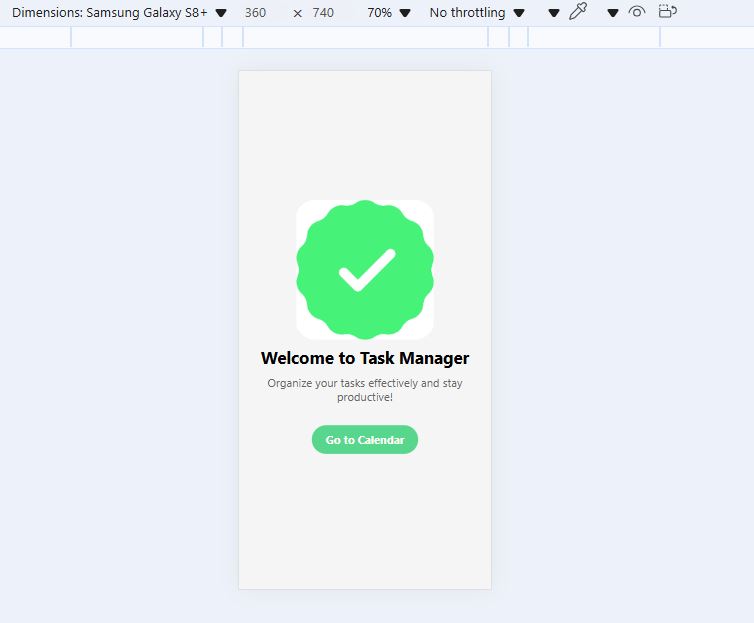 Dimensions: Samsung Galaxy S8+ 360 × 740 70% No throttling
Welcome to Task Manager
Organize your tasks effectively and stay
productive!
Go to Calendar